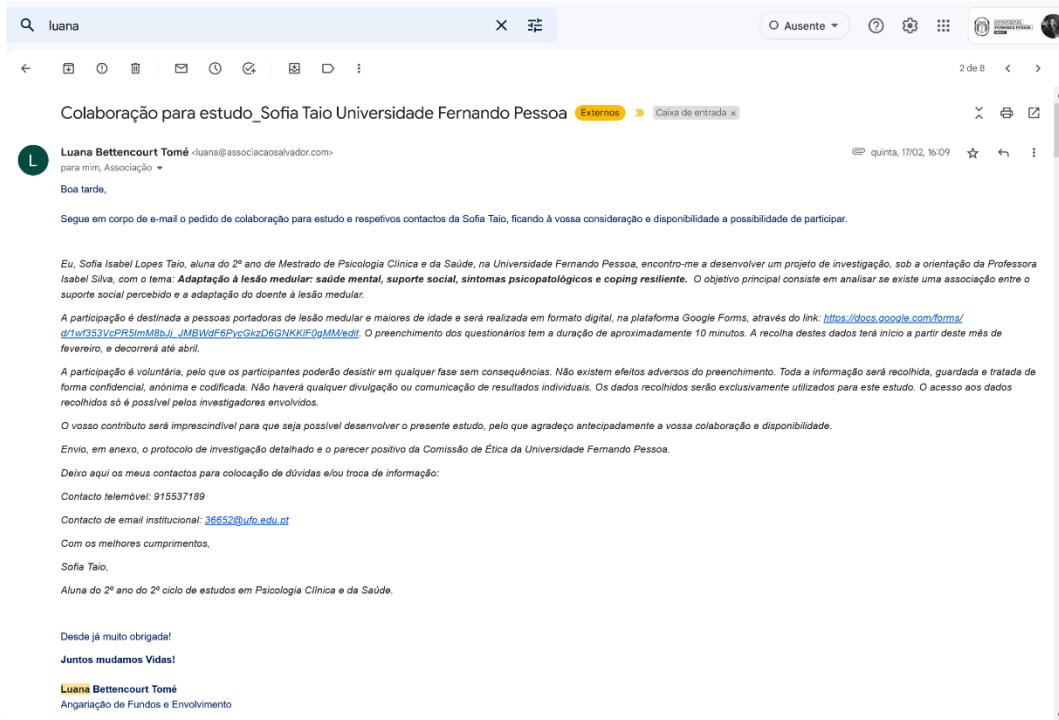 luana
Ausente
UNIVERSIDADE
FERNANDO PESSOA
2 de 8
Colaboração para estudo_Sofia Taio Universidade Fernando Pessoa Externos Caixa de entrada x
L
Luana Bettencourt Tomé <luana@associacaosalvador.com>
quinta, 17/02, 16:09
para mim, Associação
Boa tarde,
Segue em corpo de e-mail o pedido de colaboração para estudo e respetivos contactos da Sofia Taio, ficando à vossa consideração e disponibilidade a possibilidade de participar.
Eu, Sofia Isabel Lopes Taio, aluna do 2º ano de Mestrado de Psicologia Clínica e da Saúde, na Universidade Fernando Pessoa, encontro-me a desenvolver um projeto de investigação, sob a orientação da Professora
Isabel Silva, com o tema: Adaptação à lesão medular: saúde mental, suporte social, sintomas psicopatológicos e coping resiliente. O objetivo principal consiste em analisar se existe uma associação entre o
suporte social percebido e a adaptação do doente à lesão medular.
A participação é destinada a pessoas portadoras de lesão medular e maiores de idade e será realizada em formato digital, na plataforma Google Forms, através do link: https://docs.google.com/forms/
d/1wf353VcPR5ImM8bJj_JMBWdF6PycGkzD6GNKKlF0gMM/edit. O preenchimento dos questionários tem a duração de aproximadamente 10 minutos. A recolha destes dados terá início a partir deste mês de
fevereiro, e decorrerá até abril.
A participação é voluntária, pelo que os participantes poderão desistir em qualquer fase sem consequências. Não existem efeitos adversos do preenchimento. Toda a informação será recolhida, guardada e tratada de
forma confidencial, anónima e codificada. Não haverá qualquer divulgação ou comunicação de resultados individuais. Os dados recolhidos serão exclusivamente utilizados para este estudo. O acesso aos dados
recolhidos só é possível pelos investigadores envolvidos.
O vosso contributo será imprescindível para que seja possível desenvolver o presente estudo, pelo que agradeço antecipadamente a vossa colaboração e disponibilidade.
Envio, em anexo, o protocolo de investigação detalhado e o parecer positivo da Comissão de Ética da Universidade Fernando Pessoa.
Deixo aqui os meus contactos para colocação de dúvidas e/ou troca de informação:
Contacto telemóvel: 915537189
Contacto de email institucional: 36652@ufp.edu.pt
Com os melhores cumprimentos,
Sofia Taio,
Aluna do 2º ano do 2º ciclo de estudos em Psicologia Clínica e da Saúde.
Desde já muito obrigada!
Juntos mudamos Vidas!
Luana Bettencourt Tomé
Angariação de Fundos e Envolvimento